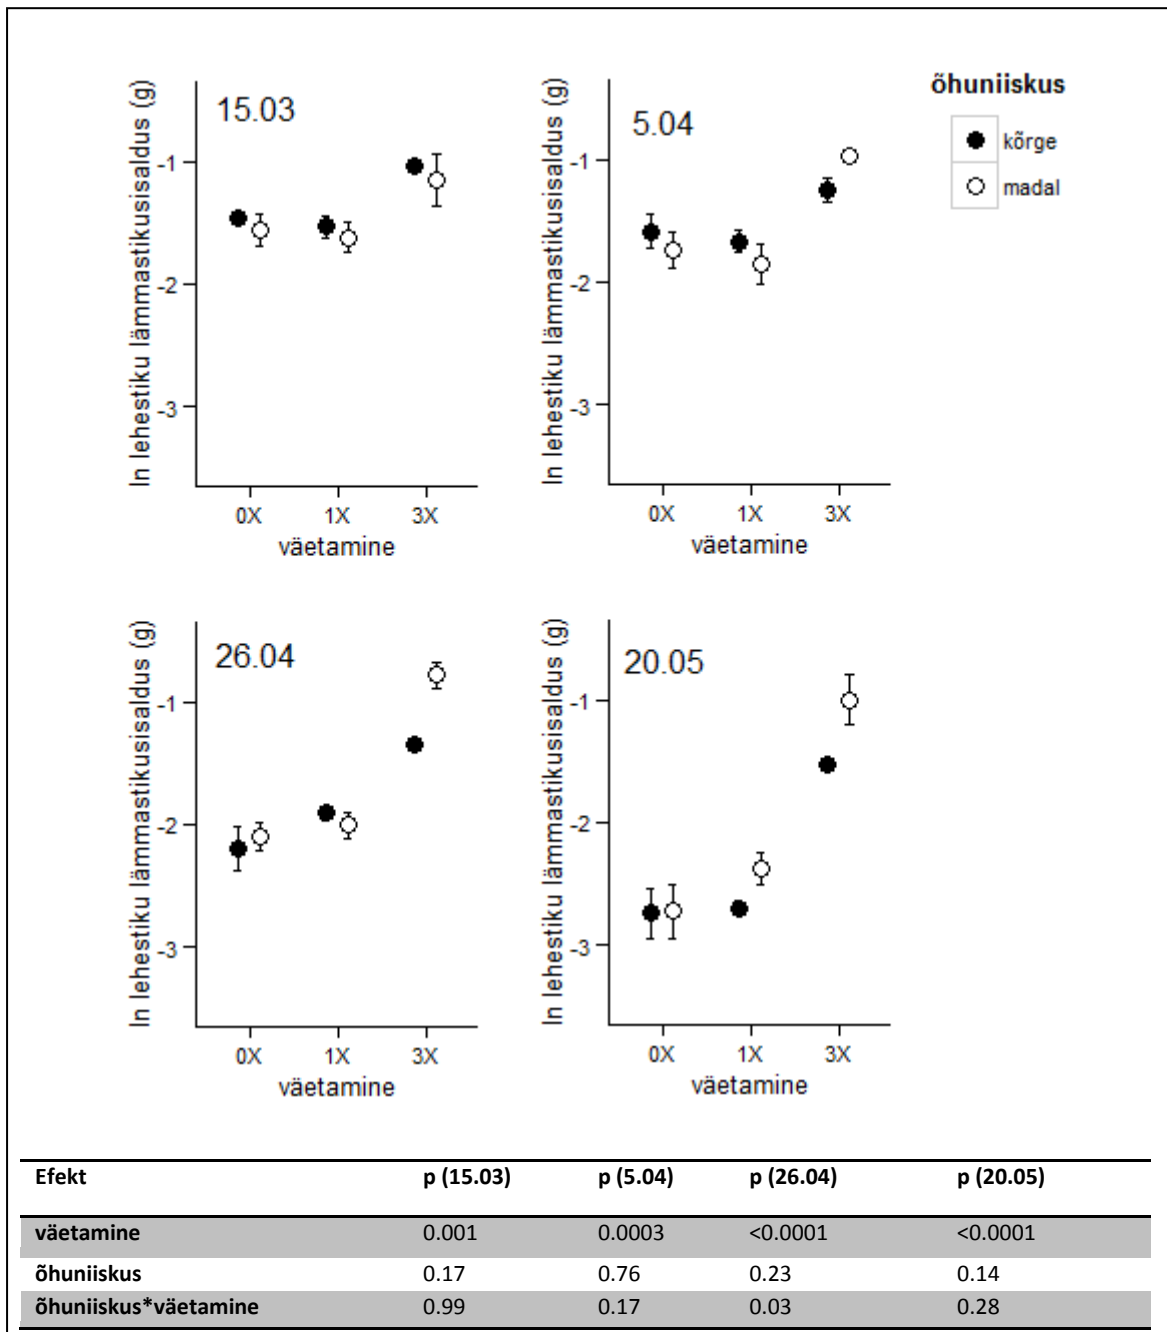 15.03
ln lehestiku lämmastikusisaldus (g)
-1
-2
-3
0X 1X 3X
väetamine
5.04
ln lehestiku lämmastikusisaldus (g)
-1
-2
-3
0X 1X 3X
väetamine
õhuniiskus
kõrge
madal
26.04
ln lehestiku lämmastikusisaldus (g)
-1
-2
-3
0X 1X 3X
väetamine
20.05
ln lehestiku lämmastikusisaldus (g)
-1
-2
-3
0X 1X 3X
väetamine
Efekt p (15.03) p (5.04) p (26.04) p (20.05)
väetamine 0.001 0.0003 <0.0001 <0.0001
õhuniiskus 0.17 0.76 0.23 0.14
õhuniiskus*väetamine 0.99 0.17 0.03 0.28